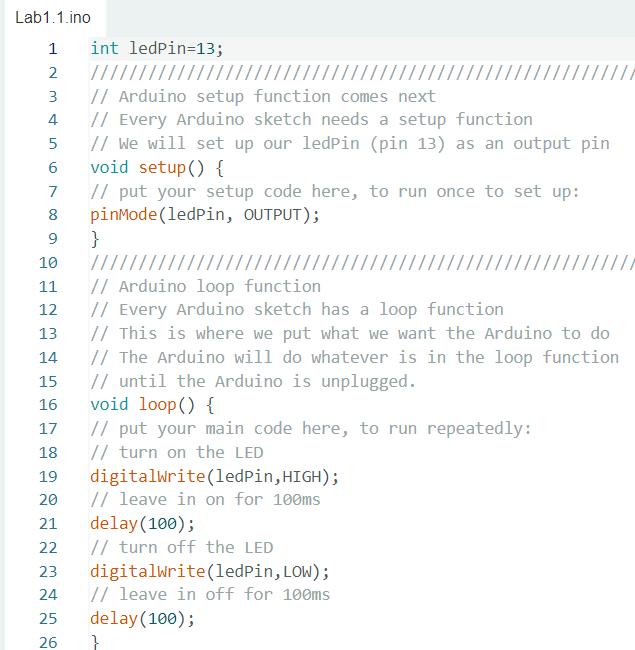 Lab1.1.ino
1 int ledPin=13;
2 /////////////////////////////////////////////////////////
3 // Arduino setup function comes next
4 // Every Arduino sketch needs a setup function
5 // We will set up our ledPin (pin 13) as an output pin
6 void setup() {
7 // put your setup code here, to run once to set up:
8 pinMode(ledPin, OUTPUT);
9 }
10 /////////////////////////////////////////////////////////
11 // Arduino loop function
12 // Every Arduino sketch has a loop function
13 // This is where we put what we want the Arduino to do
14 // The Arduino will do whatever is in the loop function
15 // until the Arduino is unplugged.
16 void loop() {
17 // put your main code here, to run repeatedly:
18 // turn on the LED
19 digitalWrite(ledPin,HIGH);
20 // leave in on for 100ms
21 delay(100);
22 // turn off the LED
23 digitalWrite(ledPin,LOW);
24 // leave in off for 100ms
25 delay(100);
26 }